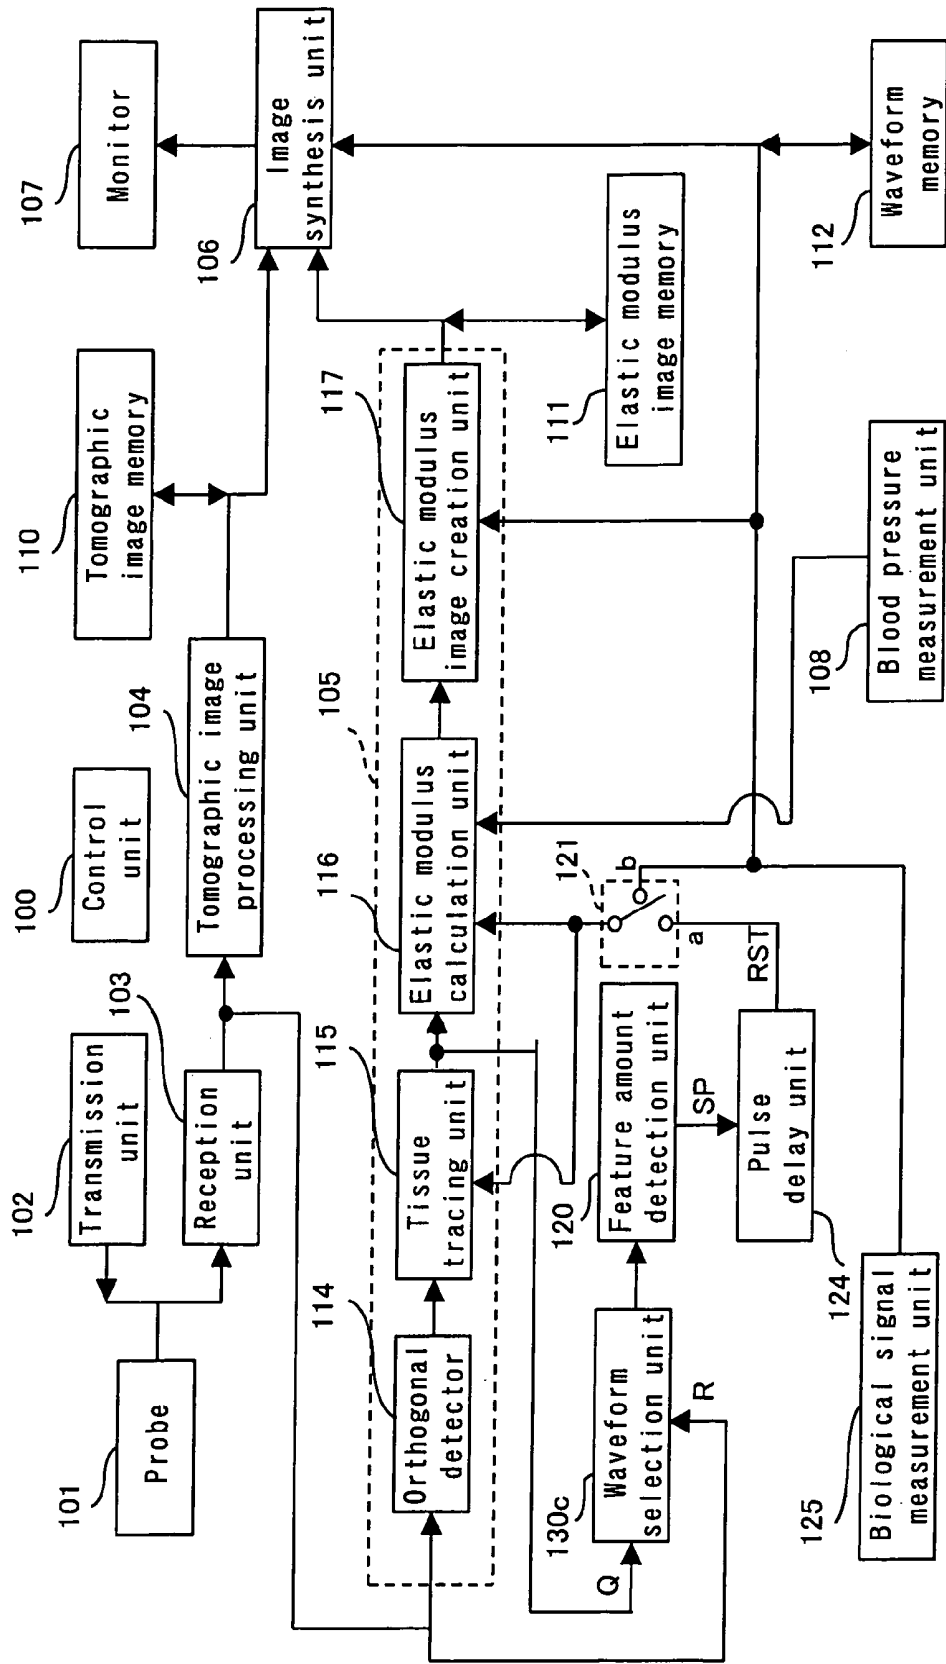 101
Probe
102
Transmission
unit
103
Reception
unit
100
Control
unit
104
Tomographic image
processing unit
110
Tomographic
image memory
107
Monitor
106
Image
synthesis unit
105
114
Orthogonal
detector
115
Tissue
tracing unit
116
Elastic modulus
calculation unit
117
Elastic modulus
image creation unit
111
Elastic modulus
image memory
Q
130c
Waveform
selection unit
R
120
Feature amount
detection unit
SP
124
Pulse
delay unit
RST
121
a
b
125
Biological signal
measurement unit
108
Blood pressure
measurement unit
112
Waveform
memory